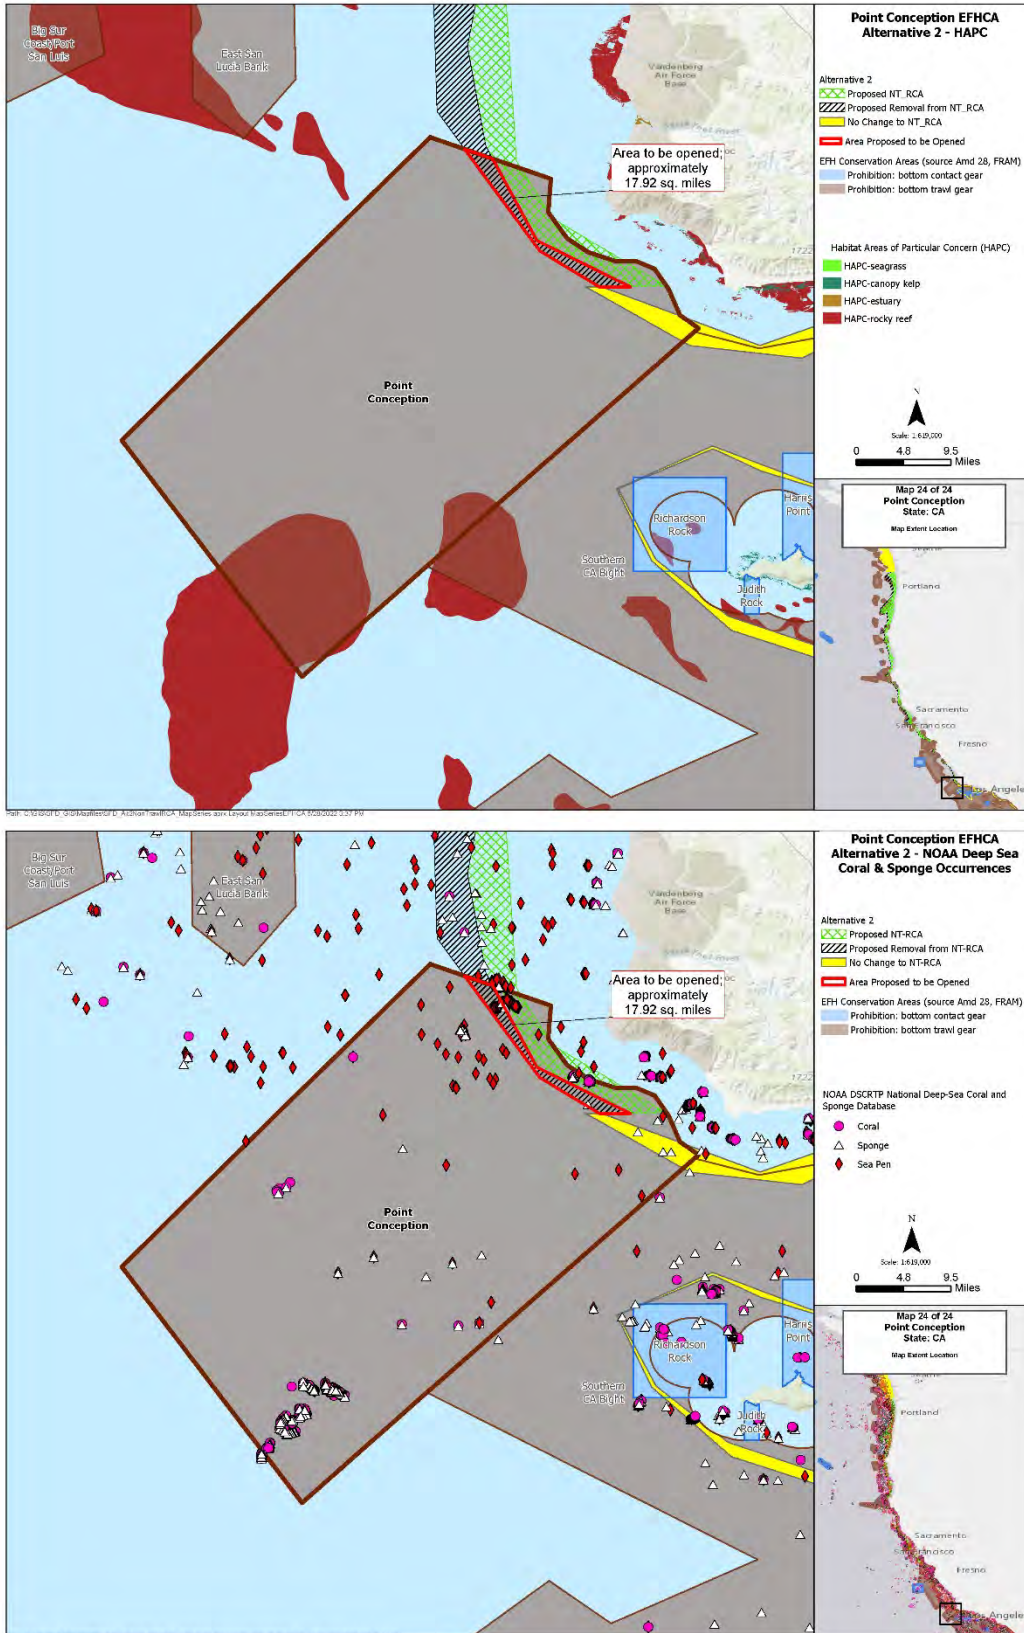 Big Sur
Coast/Port
San Luis
East San
Lucia Bank
Vandenberg
Air Force
Base
Area to be opened;
approximately
17.92 sq. miles
1722
Point
Conception
Richardson
Rock
Harris
Point
Southern
CA Bight
Judith
Rock
Point Conception EFHCA
Alternative 2 - HAPC
Alternative 2
Proposed NT_RCA
Proposed Removal from NT_RCA
No Change to NT_RCA
Area Proposed to be Opened
EFH Conservation Areas (source Amd 28, FRAM)
Prohibition: bottom contact gear
Prohibition: bottom trawl gear
Habitat Areas of Particular Concern (HAPC)
HAPC-seagrass
HAPC-canopy kelp
HAPC-estuary
HAPC-rocky reef
N
Scale: 1:619,000
0 4.8 9.5
Miles
Map 24 of 24
Point Conception
State: CA
Map Extent Location
Portland
Sacramento
San Francisco
Fresno
Los Angeles
Big Sur
Coast/Port
San Luis
East San
Lucia Bank
Vandenberg
Air Force
Base
Area to be opened;
approximately
17.92 sq. miles
1722
Point
Conception
Richardson
Rock
Harris
Point
Southern
CA Bight
Judith
Rock
Point Conception EFHCA
Alternative 2 - NOAA Deep Sea
Coral & Sponge Occurrences
Alternative 2
Proposed NT-RCA
Proposed Removal from NT-RCA
No Change to NT-RCA
Area Proposed to be Opened
EFH Conservation Areas (source Amd 28, FRAM)
Prohibition: bottom contact gear
Prohibition: bottom trawl gear
NOAA DSCRTP National Deep-Sea Coral and
Sponge Database
Coral
Sponge
Sea Pen
N
Scale: 1:619,000
0 4.8 9.5
Miles
Map 24 of 24
Point Conception
State: CA
Map Extent Location
Portland
Sacramento
San Francisco
Fresno
Los Angeles